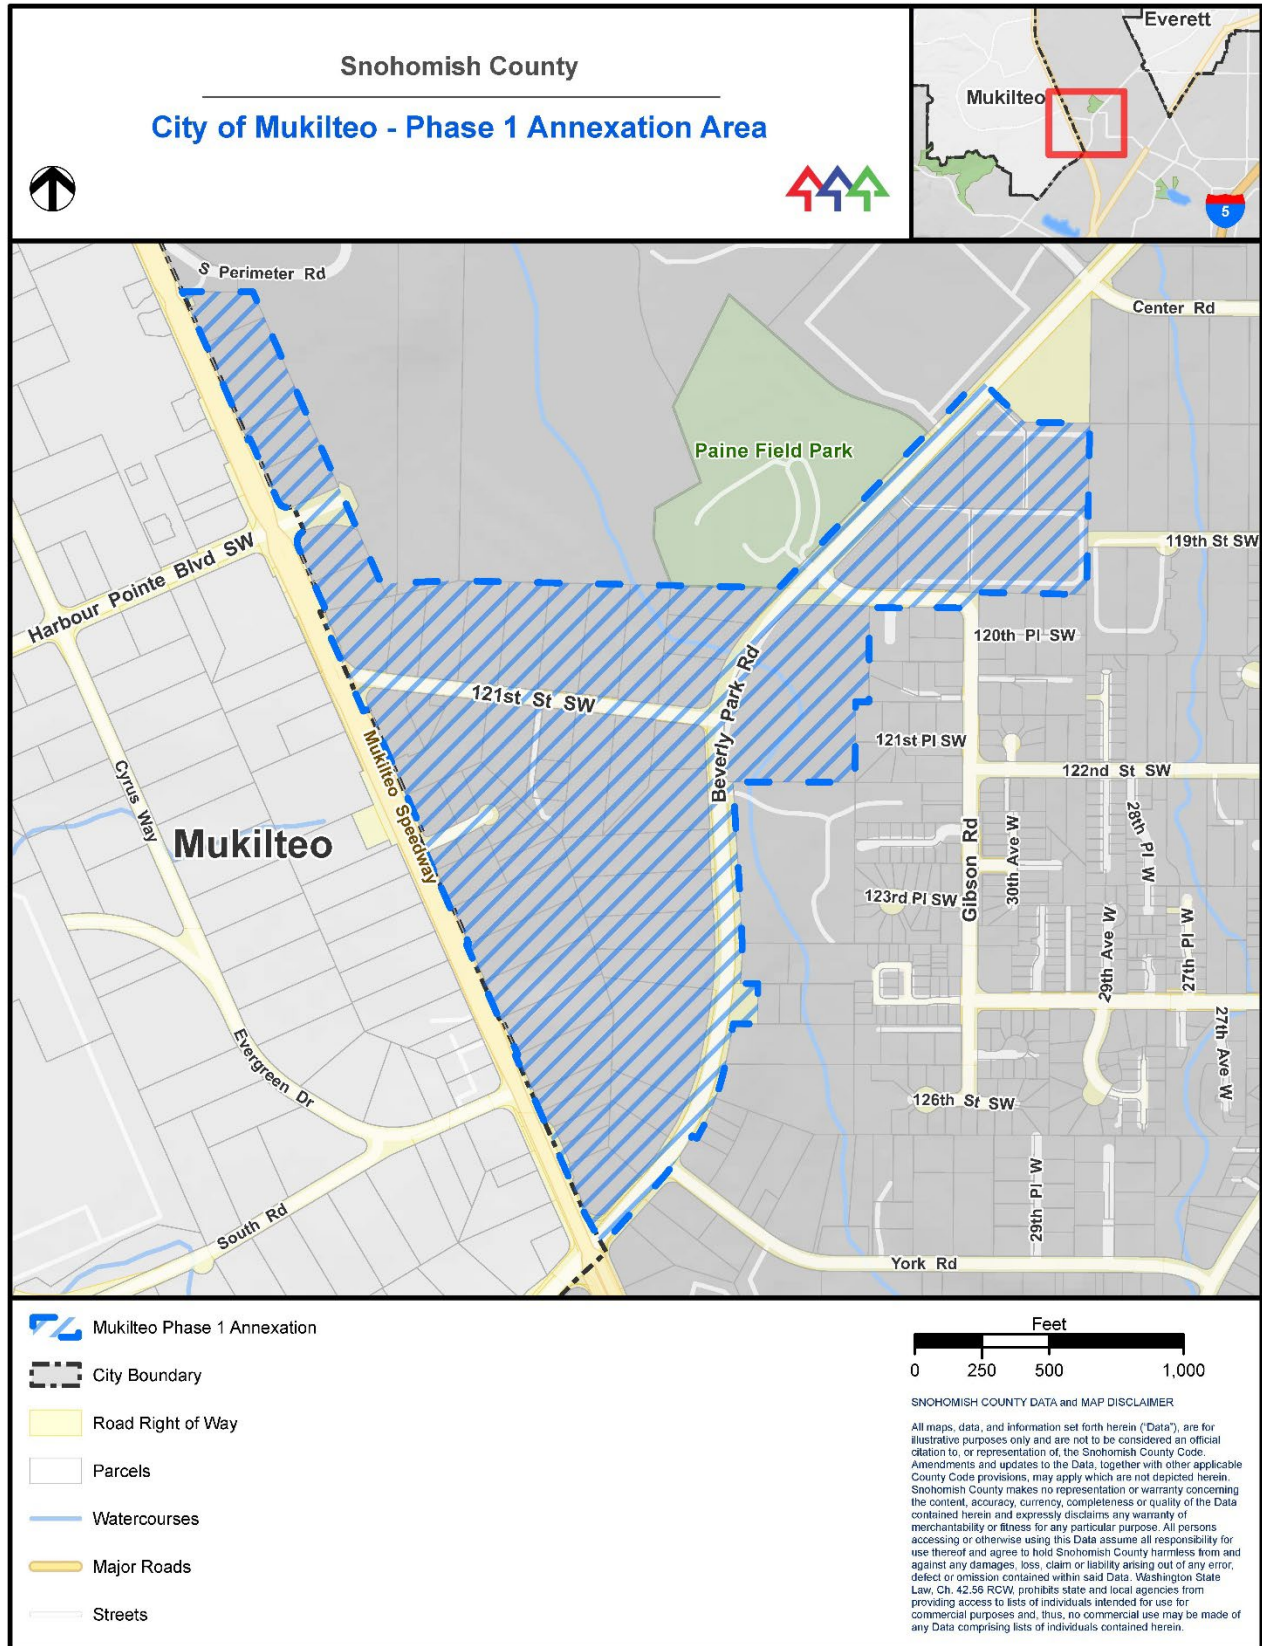 Snohomish County
City of Mukilteo - Phase 1 Annexation Area
Everett
Mukilteo
5
S Perimeter Rd
Center Rd
Paine Field Park
119th St SW
Harbour Pointe Blvd SW
120th Pl SW
121st St SW
Beverly Park Rd
121st Pl SW
122nd St SW
Mukilteo Speedway
Cyrus Way
Mukilteo
28th Pl W
30th Ave W
Gibson Rd
123rd Pl SW
29th Ave W
27th Pl W
27th Ave W
Evergreen Dr
126th St SW
29th Pl W
South Rd
York Rd
Mukilteo Phase 1 Annexation
City Boundary
Road Right of Way
Parcels
Watercourses
Major Roads
Streets
Feet
0 250 500 1,000
SNOHOMISH COUNTY DATA and MAP DISCLAIMER
All maps, data, and information set forth herein ("Data"), are for
illustrative purposes only and are not to be considered an official
citation to, or representation of, the Snohomish County Code.
Amendments and updates to the Data, together with other applicable
County Code provisions, may apply which are not depicted herein.
Snohomish County makes no representation or warranty concerning
the content, accuracy, currency, completeness or quality of the Data
contained herein and expressly disclaims any warranty of
merchantability or fitness for any particular purpose. All persons
accessing or otherwise using this Data assume all responsibility for
use thereof and agree to hold Snohomish County harmless from and
against any damages, loss, claim or liability arising out of any error,
defect or omission contained within said Data. Washington State
Law, Ch. 42.56 RCW, prohibits state and local agencies from
providing access to lists of individuals intended for use for
commercial purposes and, thus, no commercial use may be made of
any Data comprising lists of individuals contained herein.